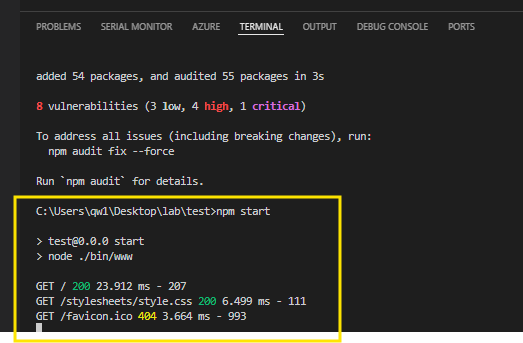 PROBLEMS SERIAL MONITOR AZURE TERMINAL OUTPUT DEBUG CONSOLE PORTS
added 54 packages, and audited 55 packages in 3s
8 vulnerabilities (3 low, 4 high, 1 critical)
To address all issues (including breaking changes), run:
  npm audit fix --force
Run `npm audit` for details.
C:\Users\qw1\Desktop\lab\test>npm start
> test@0.0.0 start
> node ./bin/www
GET / 200 23.912 ms - 207
GET /stylesheets/style.css 200 6.499 ms - 111
GET /favicon.ico 404 3.664 ms - 993